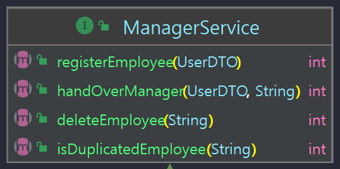 I ManagerService
m registerEmployee(UserDTO) int
m handOverManager(UserDTO, String) int
m deleteEmployee(String) int
m isDuplicatedEmployee(String) int